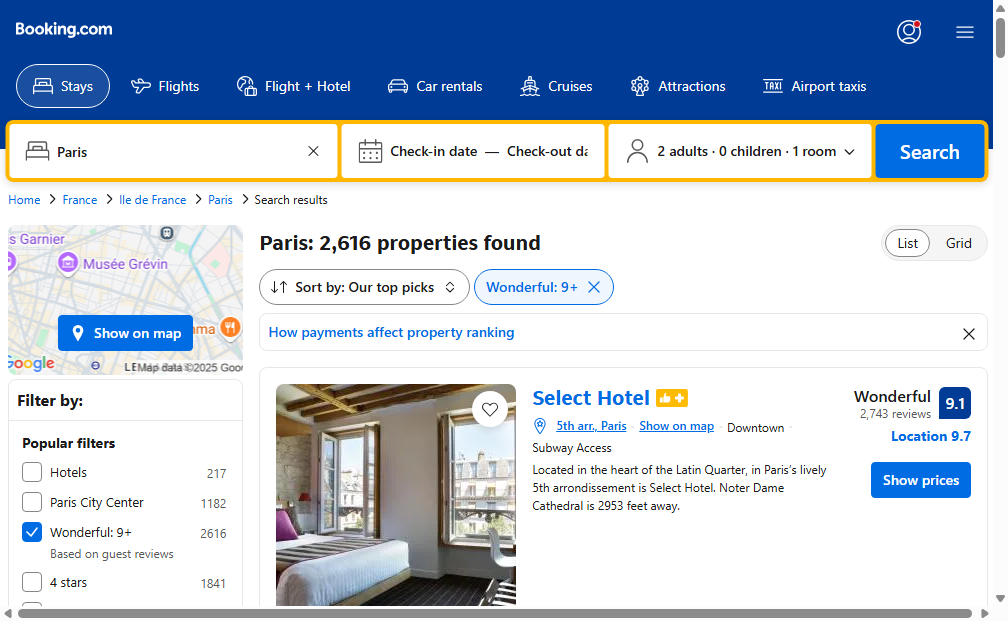 Booking.com
Stays
Flights
Flight + Hotel
Car rentals
Cruises
Attractions
Airport taxis
Paris
Check-in date — Check-out da
2 adults · 0 children · 1 room
Search
Home
France
Ile de France
Paris
Search results
s Garnier
Musée Grévin
Show on map
ma
Google
Map data ©2025 Goo
Filter by:
Popular filters
Hotels 217
Paris City Center 1182
Wonderful: 9+ 2616
Based on guest reviews
4 stars 1841
Paris: 2,616 properties found
List
Grid
Sort by: Our top picks
Wonderful: 9+
How payments affect property ranking
Select Hotel
5th arr., Paris
Show on map
Downtown
Subway Access
Located in the heart of the Latin Quarter, in Paris's lively
5th arrondissement is Select Hotel. Noter Dame
Cathedral is 2953 feet away.
Wonderful
2,743 reviews
9.1
Location 9.7
Show prices